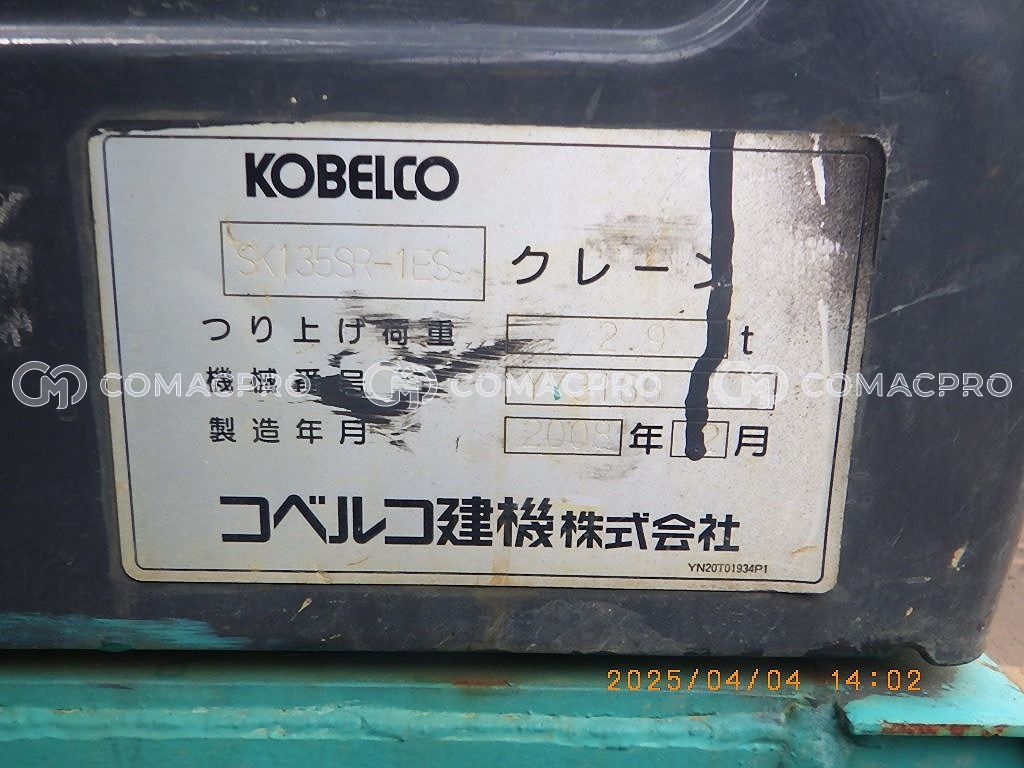 KOBELCO
SK135SR-1ES クレーン
つり上げ荷重 2.9 t
機械番号
製造年月 2008 年 月
コベルコ建機株式会社
YN20T01934P1
COMACPRO COMACPRO COMACPRO
2025/04/04 14:02